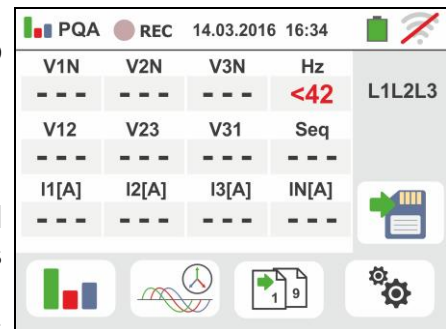 PQA REC 14.03.2016 16:34
V1N V2N V3N Hz
--- --- --- <42 L1L2L3
V12 V23 V31 Seq
--- --- --- ---
I1[A] I2[A] I3[A] IN[A]
--- --- --- ---
1 9